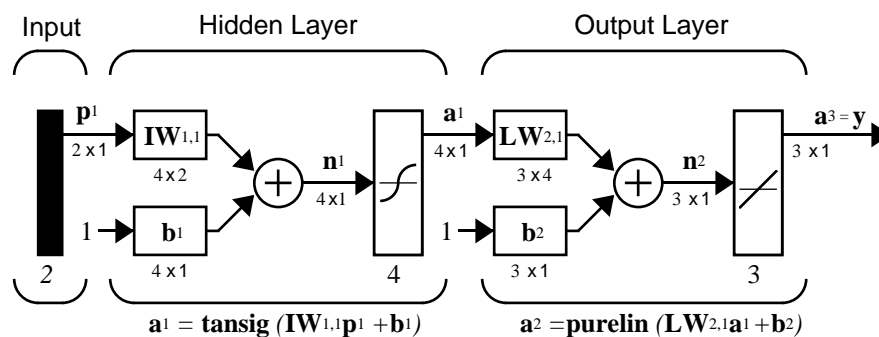 Input Hidden Layer Output Layer
p1 a1 a3 = y
IW1,1 LW2,1
2 x 1 n1 4 x 1 n2 3 x 1
4 x 2 3 x 4
4 x 1 3 x 1
1 b1 1 b2
4 x 1 3 x 1
2 4 3
a1 = tansig (IW1,1p1 +b1) a2 =purelin (LW2,1a1 +b2)